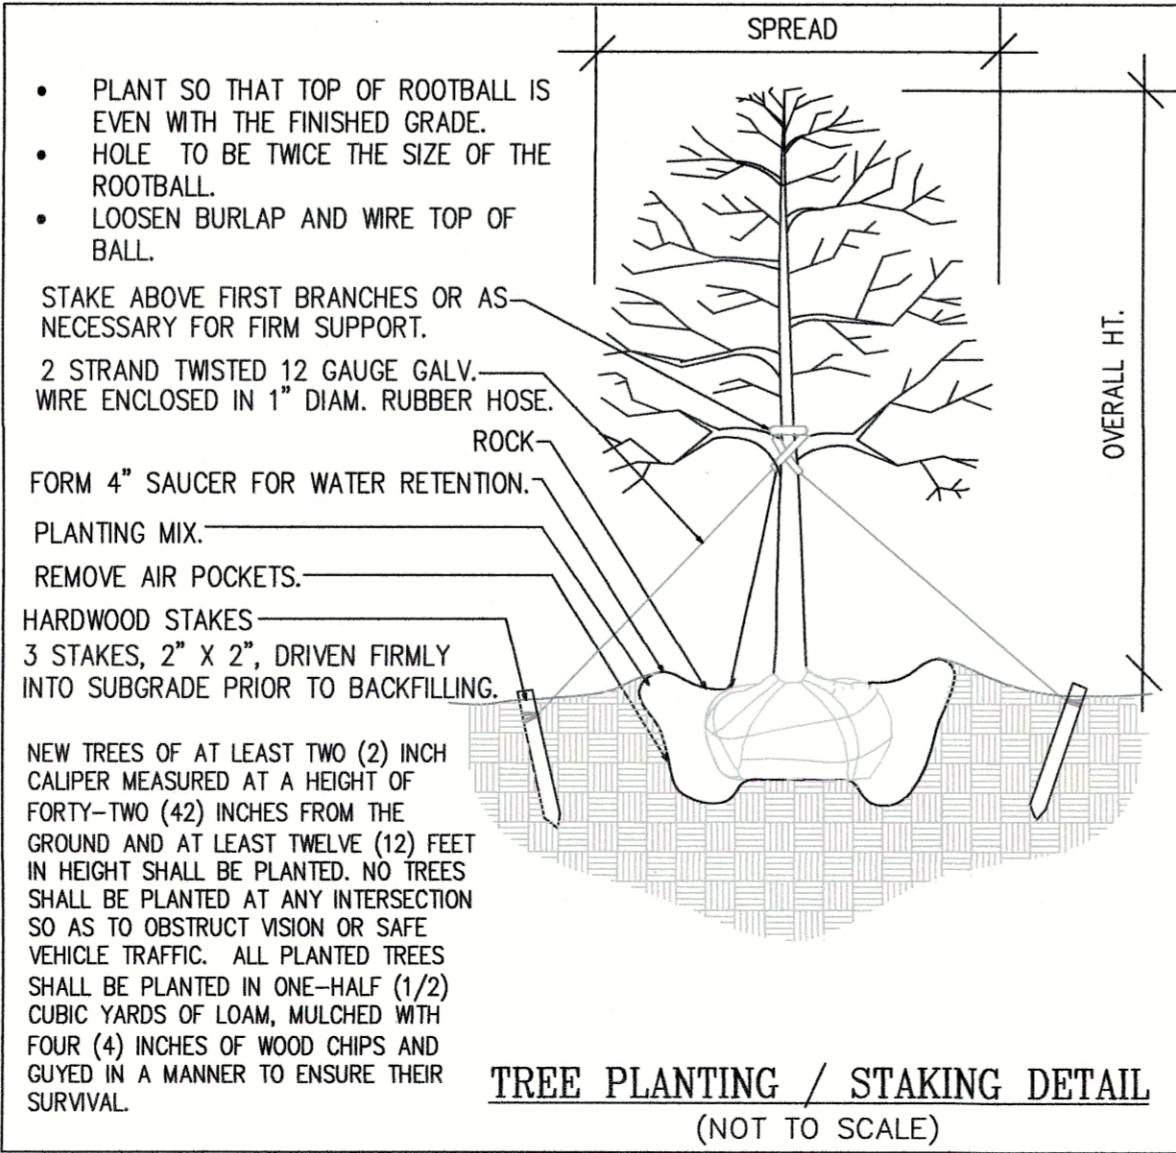 SPREAD
• PLANT SO THAT TOP OF ROOTBALL IS
EVEN WITH THE FINISHED GRADE.
• HOLE TO BE TWICE THE SIZE OF THE
ROOTBALL.
• LOOSEN BURLAP AND WIRE TOP OF
BALL.
STAKE ABOVE FIRST BRANCHES OR AS
NECESSARY FOR FIRM SUPPORT.
2 STRAND TWISTED 12 GAUGE GALV.
WIRE ENCLOSED IN 1" DIAM. RUBBER HOSE.
ROCK
FORM 4" SAUCER FOR WATER RETENTION.
PLANTING MIX.
REMOVE AIR POCKETS.
HARDWOOD STAKES
3 STAKES, 2" X 2", DRIVEN FIRMLY
INTO SUBGRADE PRIOR TO BACKFILLING.
OVERALL HT.
NEW TREES OF AT LEAST TWO (2) INCH
CALIPER MEASURED AT A HEIGHT OF
FORTY-TWO (42) INCHES FROM THE
GROUND AND AT LEAST TWELVE (12) FEET
IN HEIGHT SHALL BE PLANTED. NO TREES
SHALL BE PLANTED AT ANY INTERSECTION
SO AS TO OBSTRUCT VISION OR SAFE
VEHICLE TRAFFIC. ALL PLANTED TREES
SHALL BE PLANTED IN ONE-HALF (1/2)
CUBIC YARDS OF LOAM, MULCHED WITH
FOUR (4) INCHES OF WOOD CHIPS AND
GUYED IN A MANNER TO ENSURE THEIR
SURVIVAL.
TREE PLANTING / STAKING DETAIL
(NOT TO SCALE)